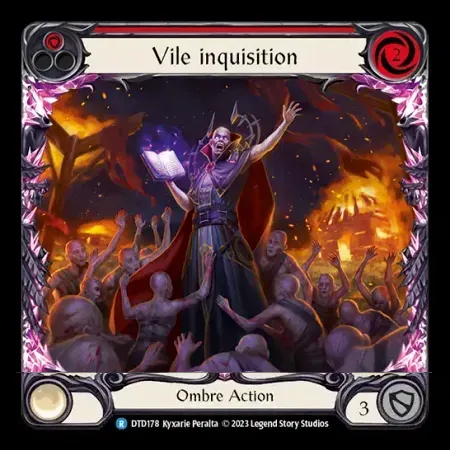 Vile inquisition
2
Ombre Action
3
R DTD178 Kyxarie Peralta © 2023 Legend Story Studios